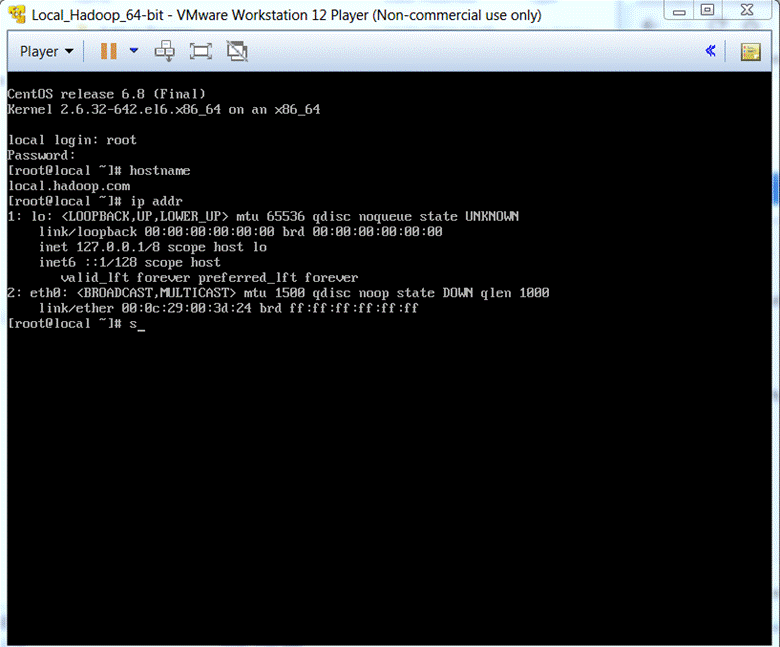 Local_Hadoop_64-bit - VMware Workstation 12 Player (Non-commercial use only)
Player
CentOS release 6.8 (Final)
Kernel 2.6.32-642.el6.x86_64 on an x86_64
local login: root
Password:
[root@local ~]# hostname
local.hadoop.com
[root@local ~]# ip addr
1: lo: <LOOPBACK,UP,LOWER_UP> mtu 65536 qdisc noqueue state UNKNOWN
link/loopback 00:00:00:00:00:00 brd 00:00:00:00:00:00
inet 127.0.0.1/8 scope host lo
inet6 ::1/128 scope host
valid_lft forever preferred_lft forever
2: eth0: <BROADCAST,MULTICAST> mtu 1500 qdisc noop state DOWN qlen 1000
link/ether 00:0c:29:00:3d:24 brd ff:ff:ff:ff:ff:ff
[root@local ~]# s_